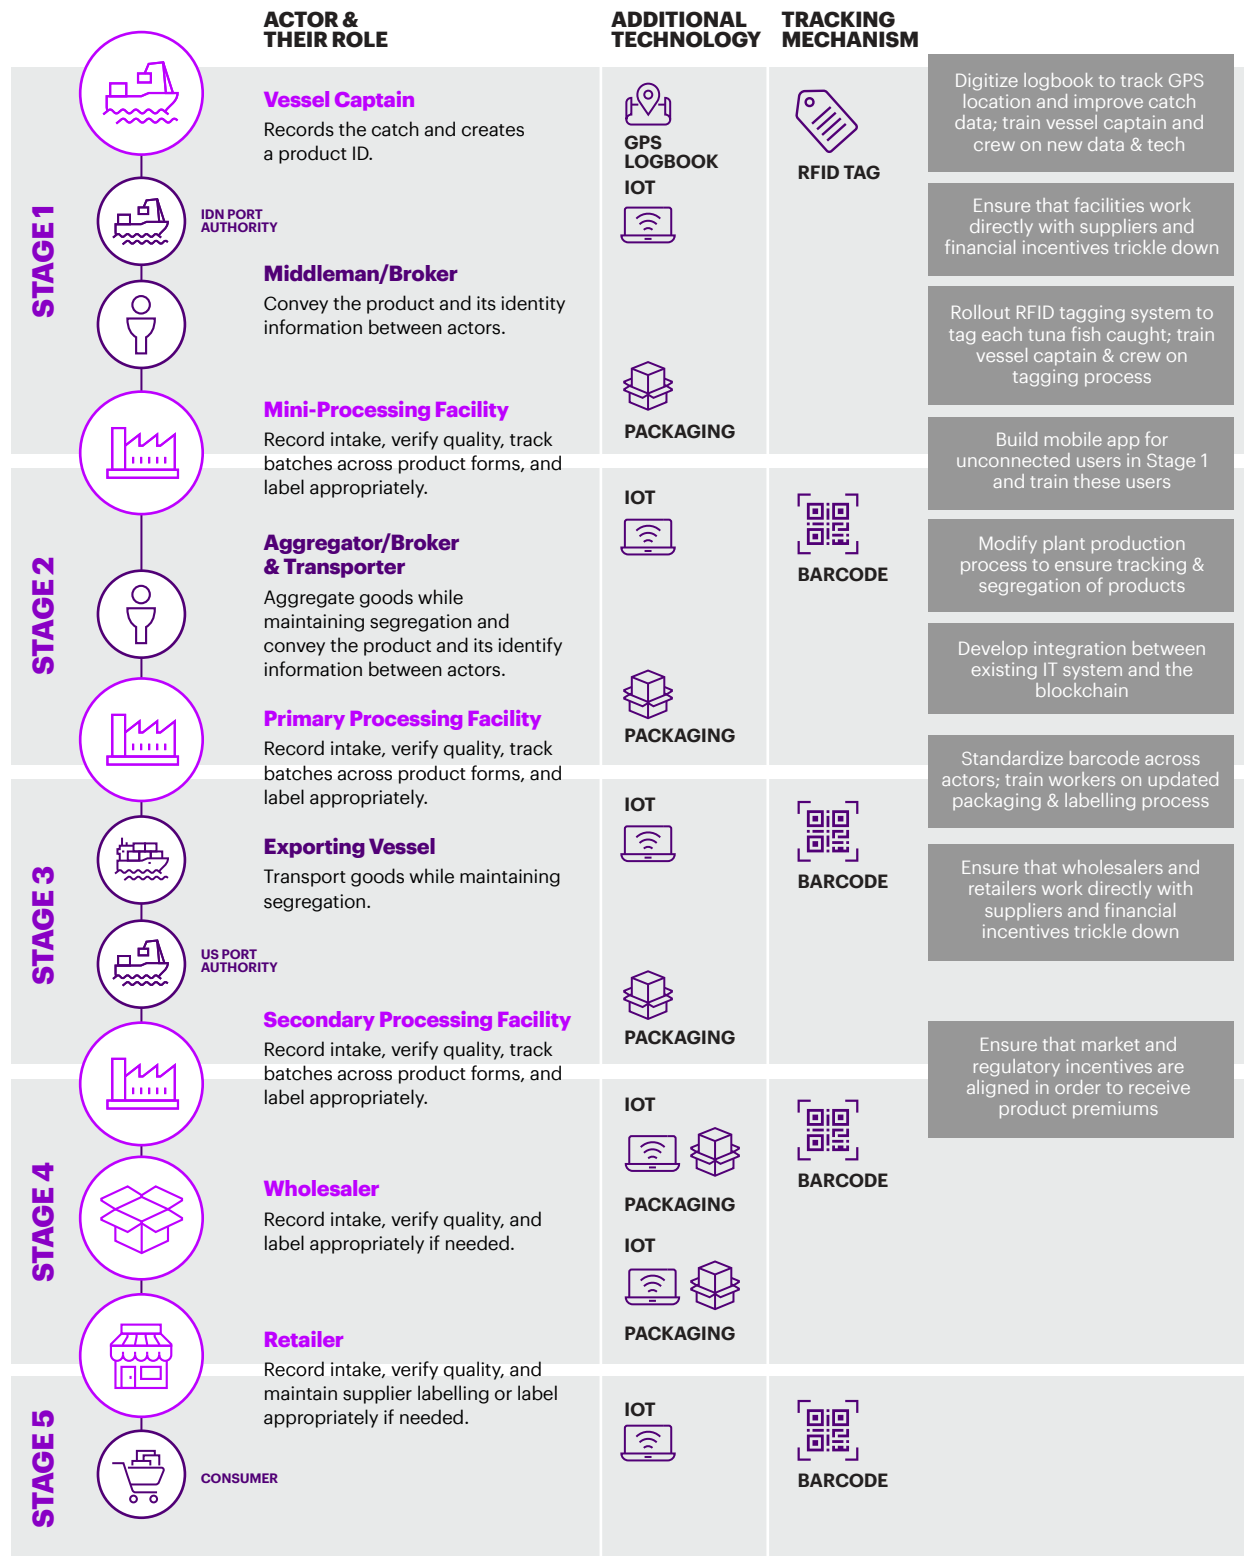 ACTOR &
THEIR ROLE
ADDITIONAL
TECHNOLOGY
TRACKING
MECHANISM
STAGE 1
Vessel Captain
Records the catch and creates
a product ID.
IDN PORT
AUTHORITY
Middleman/Broker
Convey the product and its identity
information between actors.
Mini-Processing Facility
Record intake, verify quality, track
batches across product forms, and
label appropriately.
GPS
LOGBOOK
IOT
PACKAGING
RFID TAG
STAGE 2
Aggregator/Broker
& Transporter
Aggregate goods while
maintaining segregation and
convey the product and its identify
information between actors.
Primary Processing Facility
Record intake, verify quality, track
batches across product forms, and
label appropriately.
IOT
PACKAGING
BARCODE
STAGE 3
Exporting Vessel
Transport goods while maintaining
segregation.
US PORT
AUTHORITY
Secondary Processing Facility
Record intake, verify quality, track
batches across product forms, and
label appropriately.
IOT
PACKAGING
BARCODE
STAGE 4
Wholesaler
Record intake, verify quality, and
label appropriately if needed.
Retailer
Record intake, verify quality, and
maintain supplier labelling or label
appropriately if needed.
IOT
PACKAGING
IOT
PACKAGING
BARCODE
STAGE 5
CONSUMER
IOT
BARCODE
Digitize logbook to track GPS
location and improve catch
data; train vessel captain and
crew on new data & tech
Ensure that facilities work
directly with suppliers and
financial incentives trickle down
Rollout RFID tagging system to
tag each tuna fish caught; train
vessel captain & crew on
tagging process
Build mobile app for
unconnected users in Stage 1
and train these users
Modify plant production
process to ensure tracking &
segregation of products
Develop integration between
existing IT system and the
blockchain
Standardize barcode across
actors; train workers on updated
packaging & labelling process
Ensure that wholesalers and
retailers work directly with
suppliers and financial
incentives trickle down
Ensure that market and
regulatory incentives are
aligned in order to receive
product premiums